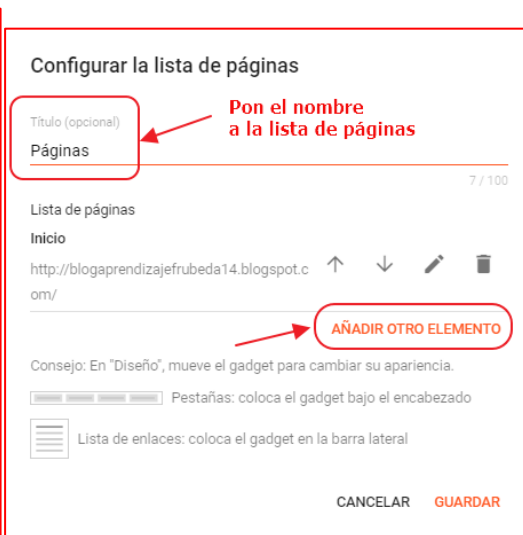 Configurar la lista de páginas
Título (opcional)
Pon el nombre
a la lista de páginas
Páginas
7 / 100
Lista de páginas
Inicio
http://blogaprendizajefrubeda14.blogspot.c
om/
AÑADIR OTRO ELEMENTO
Consejo: En "Diseño", mueve el gadget para cambiar su apariencia.
Pestañas: coloca el gadget bajo el encabezado
Lista de enlaces: coloca el gadget en la barra lateral
CANCELAR GUARDAR